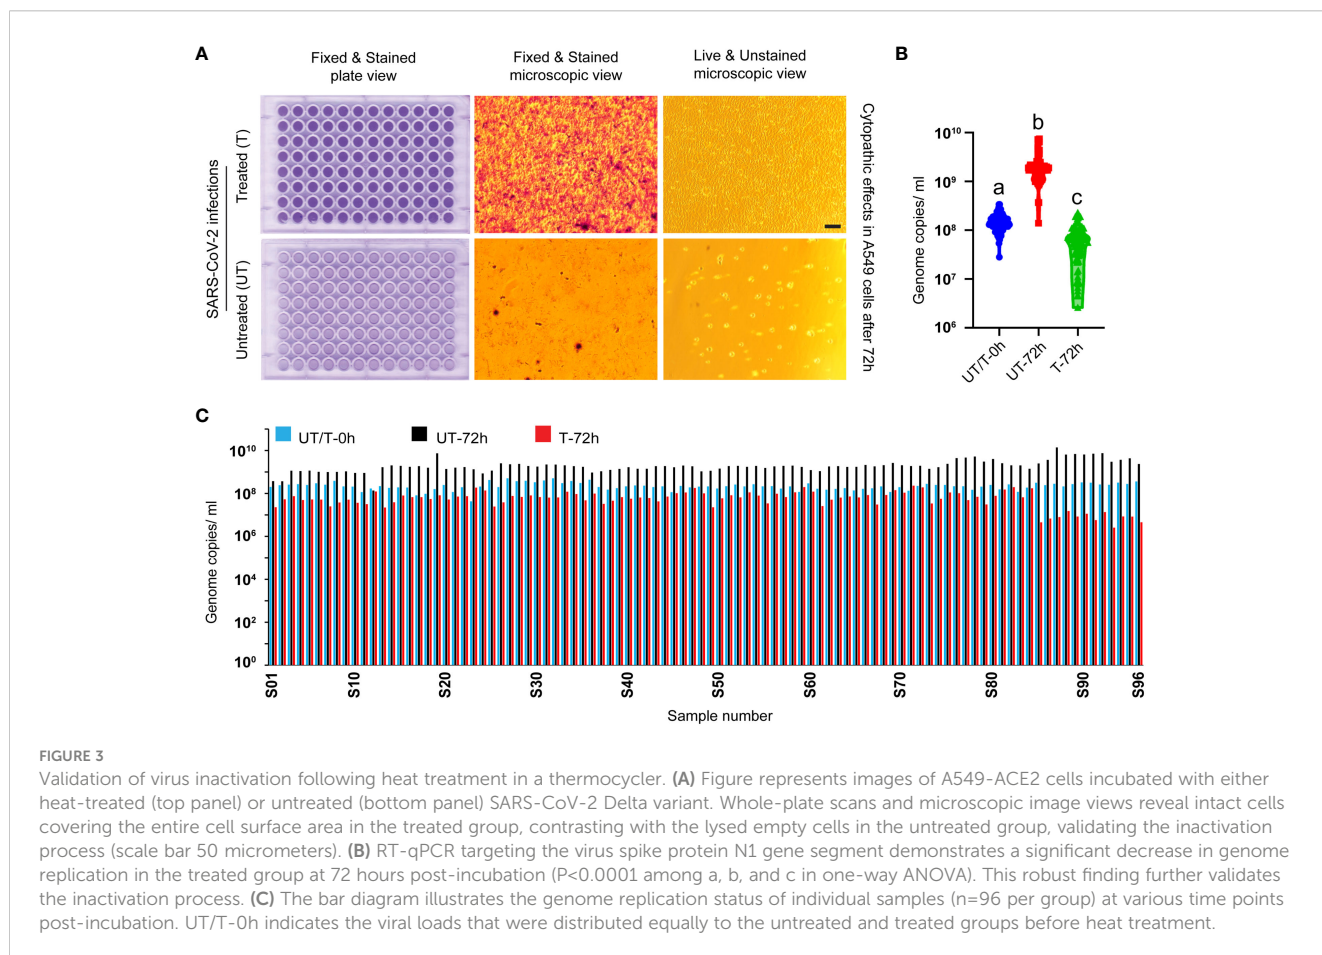 A
Fixed & Stained
plate view
Fixed & Stained
microscopic view
Live & Unstained
microscopic view
SARS-CoV-2 infections
Treated (T)
Untreated (UT)
Cytopathic effects in A549 cells after 72h
B
Genome copies/ ml
10¹⁰
10⁹
10⁸
10⁷
10⁶
a
b
c
UT/T-0h
UT-72h
T-72h
C
UT/T-0h
UT-72h
T-72h
Genome copies/ ml
10¹⁰
10⁸
10⁶
10⁴
10²
10⁰
S01
S10
S20
S30
S40
S50
S60
S70
S80
S90
S96
Sample number
FIGURE 3
Validation of virus inactivation following heat treatment in a thermocycler. (A) Figure represents images of A549-ACE2 cells incubated with either
heat-treated (top panel) or untreated (bottom panel) SARS-CoV-2 Delta variant. Whole-plate scans and microscopic image views reveal intact cells
covering the entire cell surface area in the treated group, contrasting with the lysed empty cells in the untreated group, validating the inactivation
process (scale bar 50 micrometers). (B) RT-qPCR targeting the virus spike protein N1 gene segment demonstrates a significant decrease in genome
replication in the treated group at 72 hours post-incubation (P<0.0001 among a, b, and c in one-way ANOVA). This robust finding further validates
the inactivation process. (C) The bar diagram illustrates the genome replication status of individual samples (n=96 per group) at various time points
post-incubation. UT/T-0h indicates the viral loads that were distributed equally to the untreated and treated groups before heat treatment.